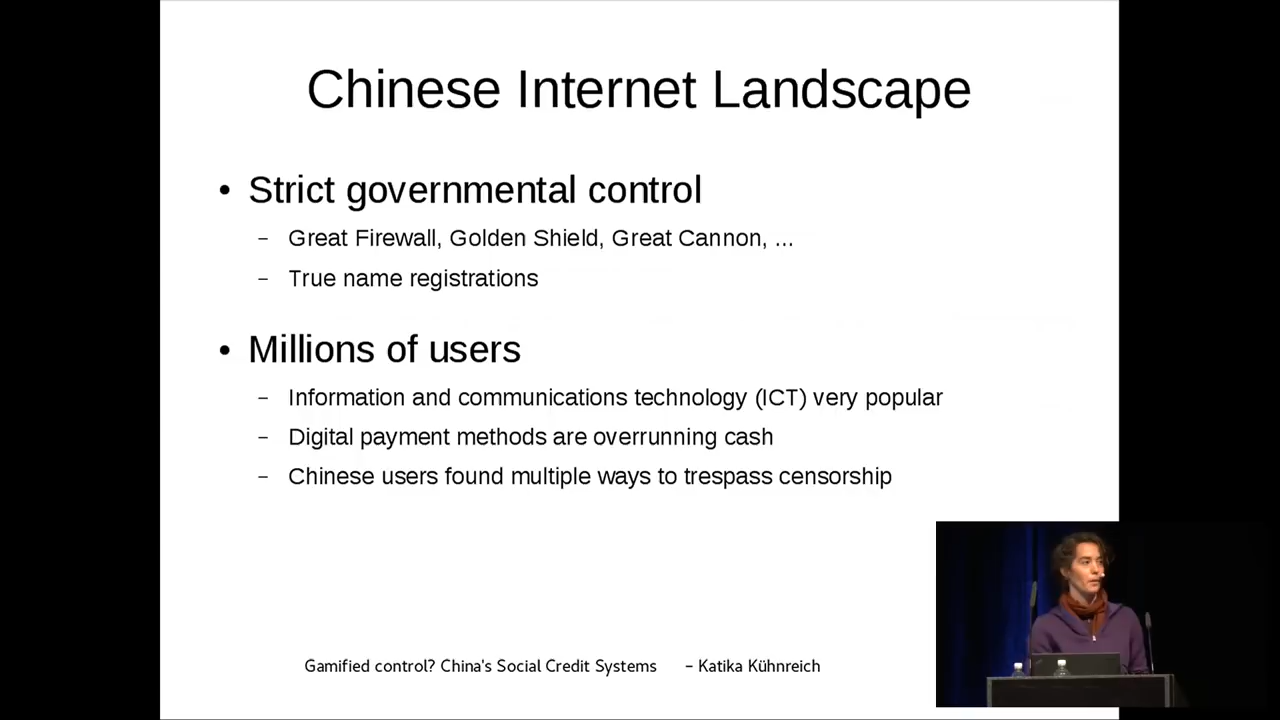 Chinese Internet Landscape
• Strict governmental control
– Great Firewall, Golden Shield, Great Cannon, ...
– True name registrations
• Millions of users
– Information and communications technology (ICT) very popular
– Digital payment methods are overrunning cash
– Chinese users found multiple ways to trespass censorship
Gamified control? China's Social Credit Systems – Katika Kühnreich